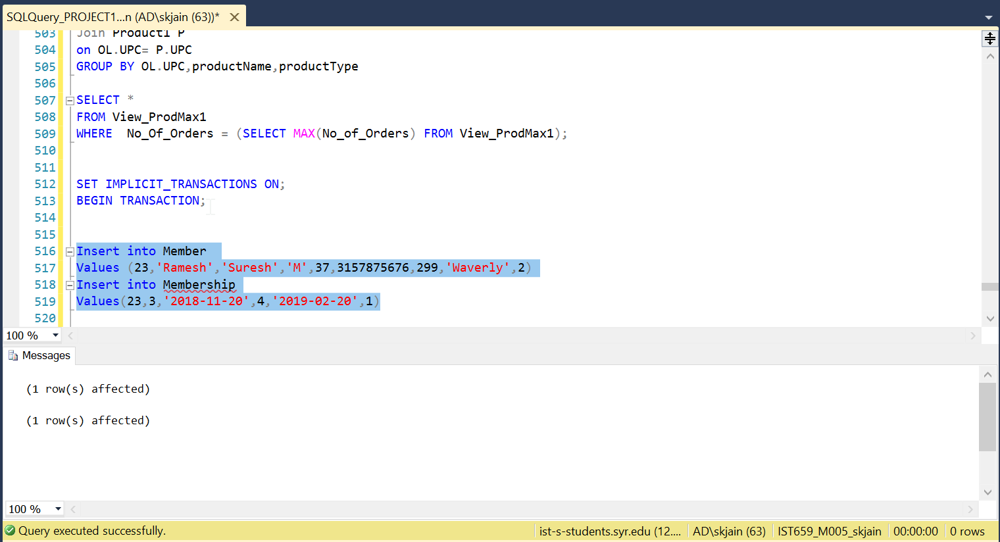 SQLQuery_PROJECT1...n (AD\skjain (63))*
503 Join Product1 P
504 on OL.UPC= P.UPC
505 GROUP BY OL.UPC,productName,productType
506
507 SELECT *
508 FROM View_ProdMax1
509 WHERE  No_Of_Orders = (SELECT MAX(No_of_Orders) FROM View_ProdMax1);
510
511
512 SET IMPLICIT_TRANSACTIONS ON;
513 BEGIN TRANSACTION;
514
515
516 Insert into Member
517 Values (23,'Ramesh','Suresh','M',37,3157875676,299,'Waverly',2)
518 Insert into Membership
519 Values(23,3,'2018-11-20',4,'2019-02-20',1)
520
100 %
Messages
(1 row(s) affected)
(1 row(s) affected)
100 %
Query executed successfully. ist-s-students.syr.edu (12.... AD\skjain (63) IST659_M005_skjain 00:00:00 0 rows